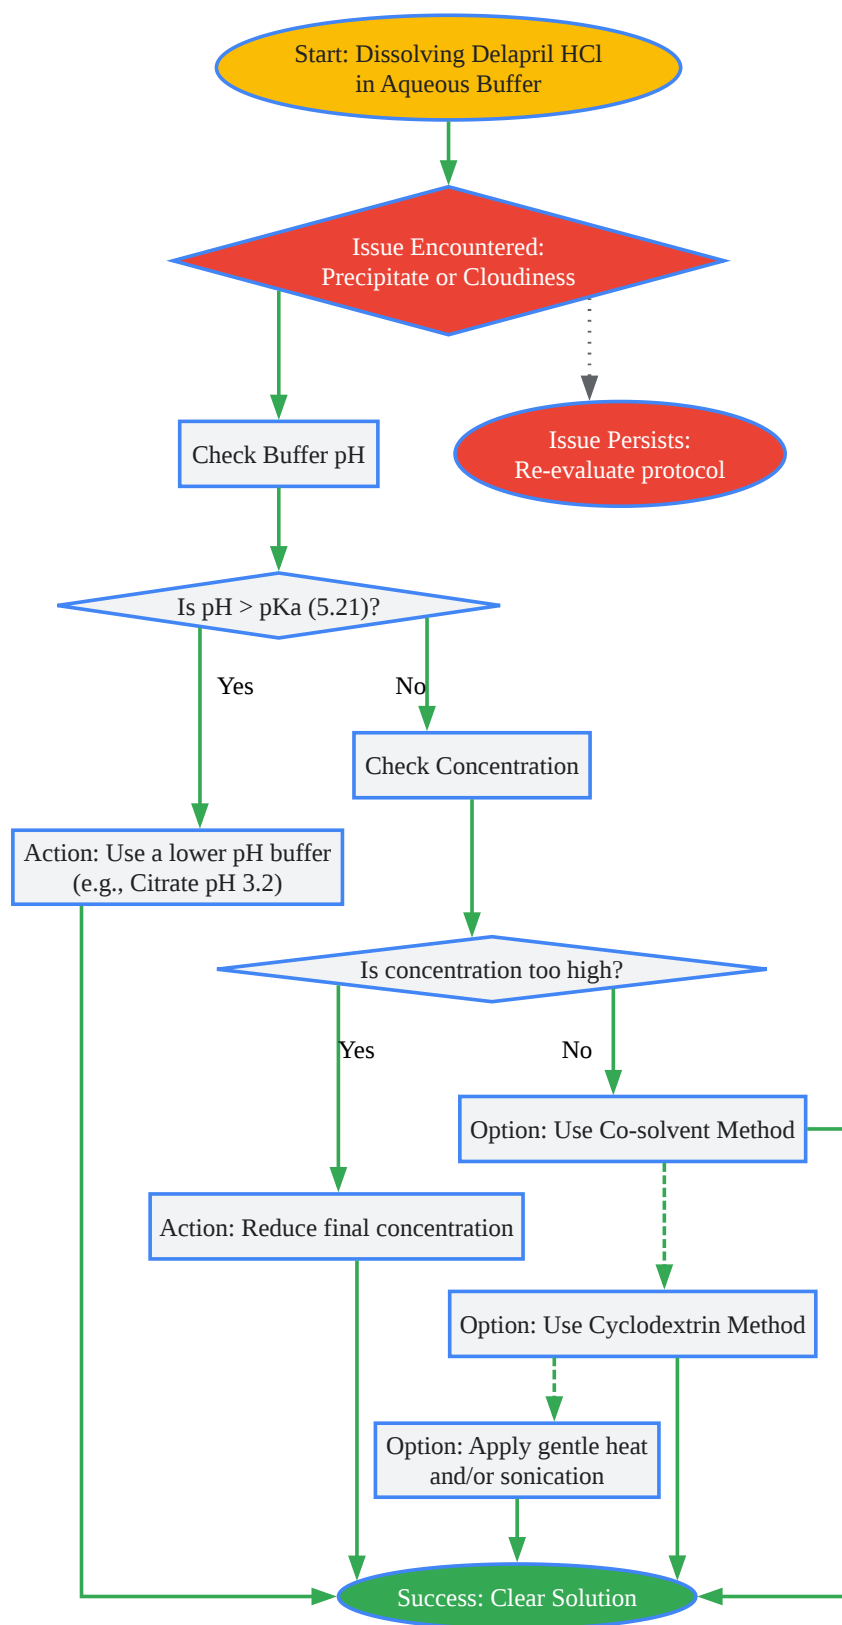 Start: Dissolving Delapril HCl
in Aqueous Buffer
Issue Encountered:
Precipitate or Cloudiness
Check Buffer pH
Issue Persists:
Re-evaluate protocol
Is pH > pKa (5.21)?
Yes
No
Check Concentration
Action: Use a lower pH buffer
(e.g., Citrate pH 3.2)
Is concentration too high?
Yes
No
Option: Use Co-solvent Method
Action: Reduce final concentration
Option: Use Cyclodextrin Method
Option: Apply gentle heat
and/or sonication
Success: Clear Solution